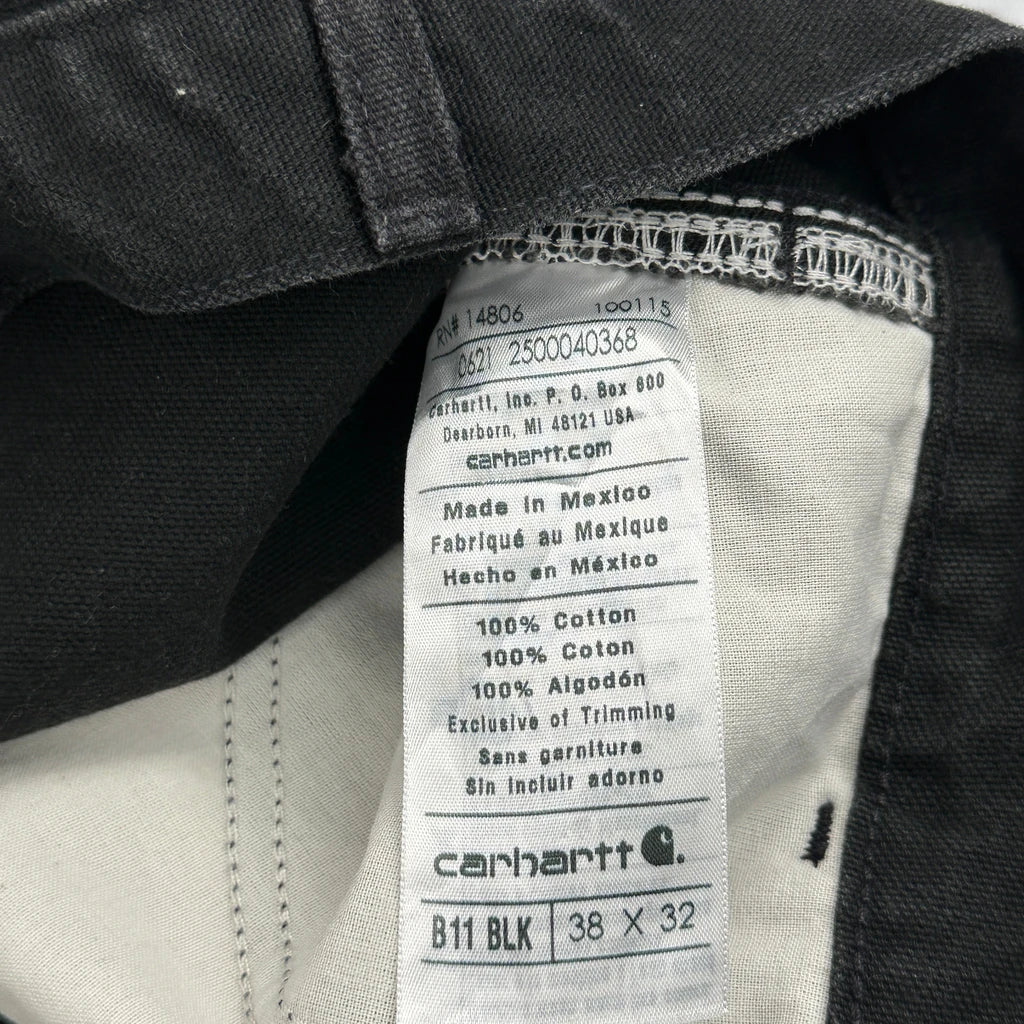 RN# 14806 100115
0621 2500040368
Carhartt, Inc. P. O. Box 600
Dearborn, MI 48121 USA
carhartt.com
Made in Mexico
Fabriqué au Mexique
Hecho en México
100% Cotton
100% Coton
100% Algodón
Exclusive of Trimming
Sans garniture
Sin incluir adorno
carhartt
B11 BLK 38 X 32